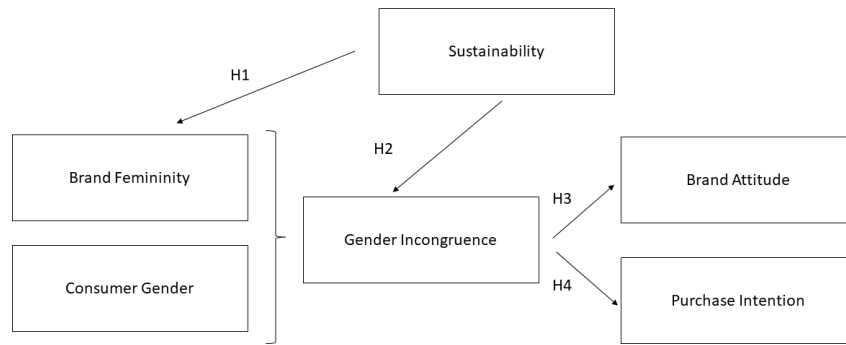 Sustainability
H1
H2
Brand Femininity
Brand Attitude
H3
Gender Incongruence
Consumer Gender
H4
Purchase Intention